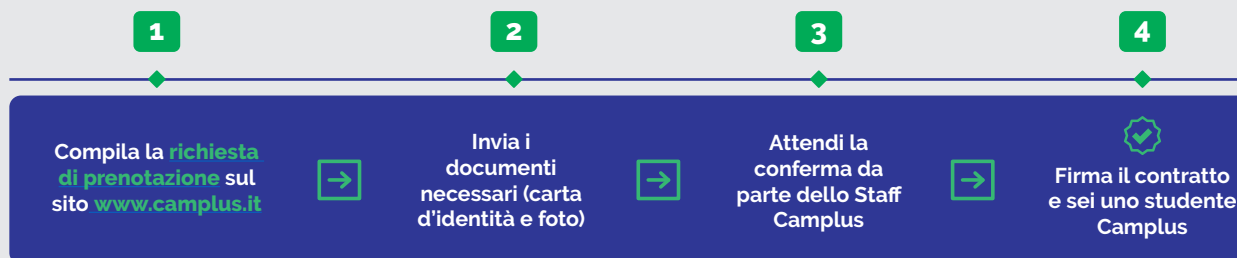 1
2
3
4
Compila la richiesta
di prenotazione sul
sito www.camplus.it
Invia i
documenti
necessari (carta
d'identità e foto)
Attendi la
conferma da
parte dello Staff
Camplus
Firma il contratto
e sei uno studente
Camplus